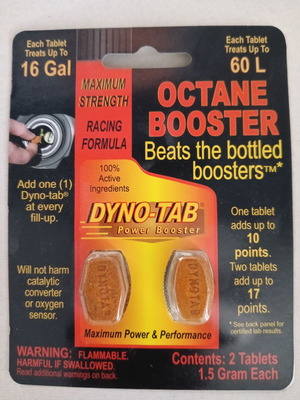 Each Tablet
Treats Up To
16 Gal
Each Tablet
Treats Up To
60 L
MAXIMUM
STRENGTH
RACING
FORMULA
OCTANE
BOOSTER
Beats the bottled
boosters™*
100%
Active
Ingredients
Add one (1)
Dyno-tab®
at every
fill-up.
DYNO-TAB®
Power Booster
One tablet
adds up to
10
points.
Two tablets
add up to
17
points.
*See back panel for
certified lab results.
Will not harm
catalytic
converter
or oxygen
sensor.
DYNOTAB
DYNOTAB
Maximum Power & Performance
WARNING: FLAMMABLE.
HARMFUL IF SWALLOWED.
Read additional warnings on back.
Contents: 2 Tablets
1.5 Gram Each